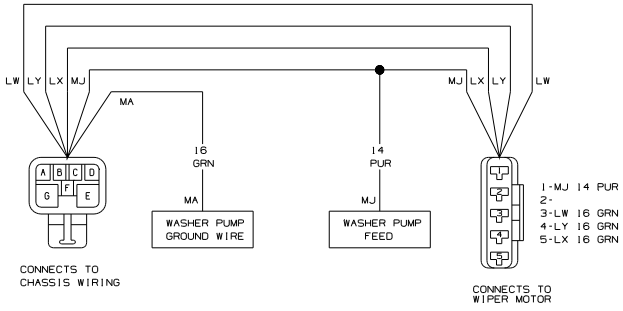 LW LY LX MJ
MJ LX LY LW
MA
16
GRN
14
PUR
MA
MJ
A B C D
F
G E
WASHER PUMP
GROUND WIRE
WASHER PUMP
FEED
1
2
3
4
5
1-MJ 14 PUR
2-
3-LW 16 GRN
4-LY 16 GRN
5-LX 16 GRN
CONNECTS TO
CHASSIS WIRING
CONNECTS TO
WIPER MOTOR